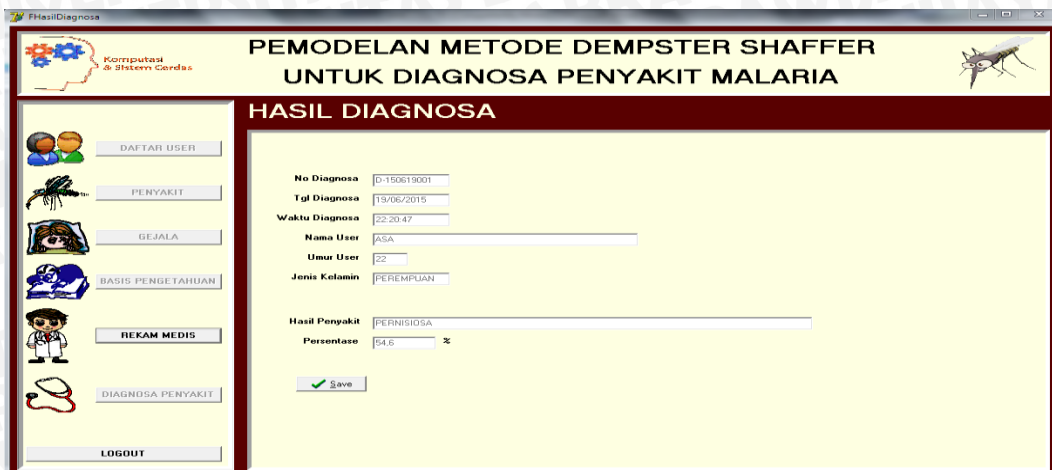 FHasilDiagnosa
Komputasi
& Sistem Cerdas
PEMODELAN METODE DEMPSTER SHAFFER
UNTUK DIAGNOSA PENYAKIT MALARIA
HASIL DIAGNOSA
DAFTAR USER
PENYAKIT
GEJALA
BASIS PENGETAHUAN
REKAM MEDIS
DIAGNOSA PENYAKIT
LOGOUT
No Diagnosa D-150619001
Tgl Diagnosa 19/06/2015
Waktu Diagnosa 22:20:47
Nama User ASA
Umur User 22
Jenis Kelamin PEREMPUAN
Hasil Penyakit PERNISIOSA
Persentase 54,6 %
Save